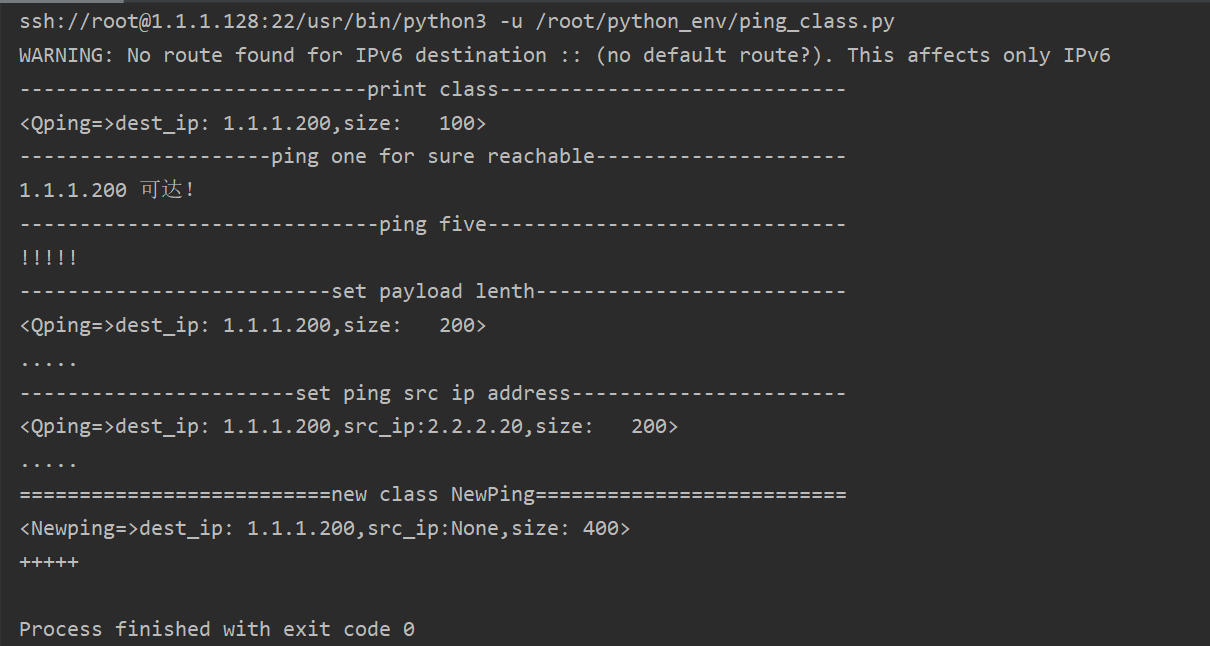 ssh://root@1.1.1.128:22/usr/bin/python3 -u /root/python_env/ping_class.py
WARNING: No route found for IPv6 destination :: (no default route?). This affects only IPv6
-----------------------------print class-----------------------------
<Qping=>dest_ip: 1.1.1.200,size:   100>
---------------------ping one for sure reachable---------------------
1.1.1.200 可达!
------------------------------ping five------------------------------
!!!!!
--------------------------set payload lenth--------------------------
<Qping=>dest_ip: 1.1.1.200,size:   200>
.....
-----------------------set ping src ip address-----------------------
<Qping=>dest_ip: 1.1.1.200,src_ip:2.2.2.20,size:   200>
.....
==========================new class NewPing==========================
<Newping=>dest_ip: 1.1.1.200,src_ip:None,size: 400>
+++++
Process finished with exit code 0